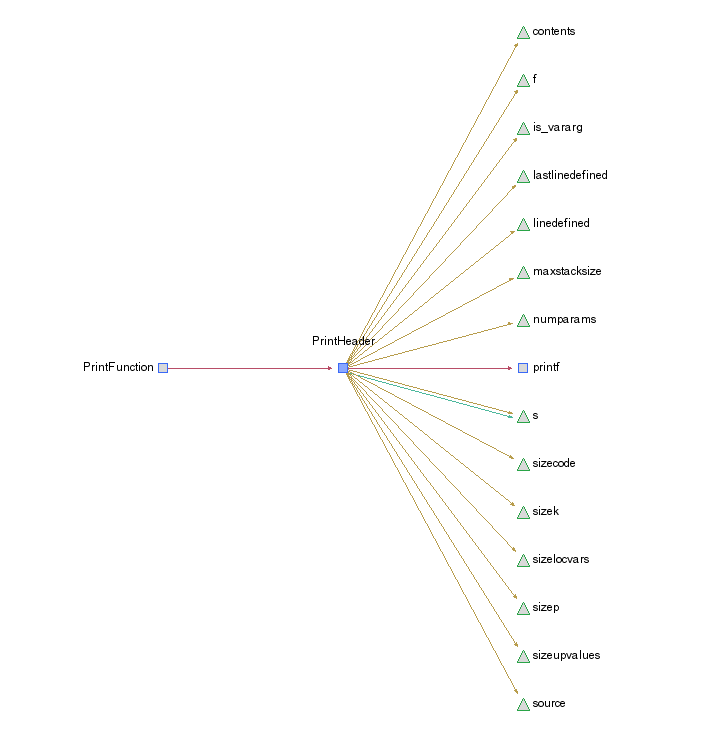 contents
f
is_vararg
lastlinedefined
linedefined
maxstacksize
numparams
PrintHeader
PrintFunction
printf
s
sizecode
sizek
sizelocvars
sizep
sizeupvalues
source